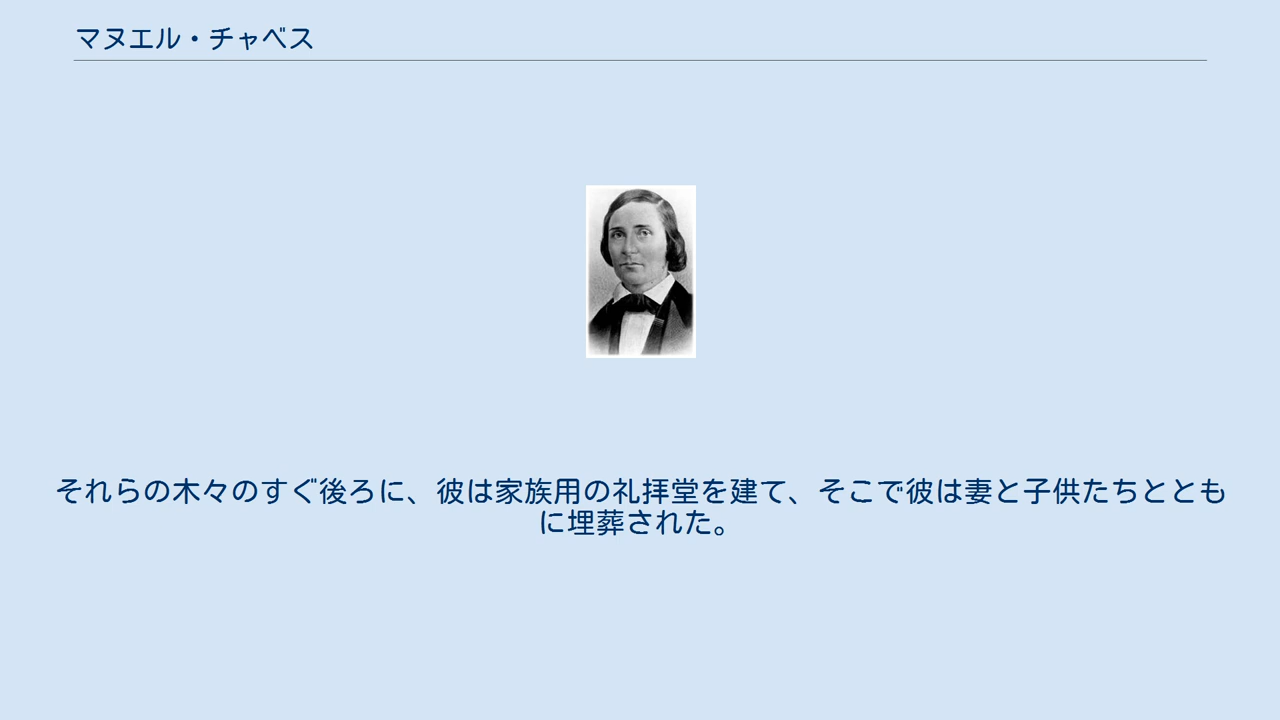 マヌエル・チャベス
それらの木々のすぐ後ろに、彼は家族用の礼拝堂を建て、そこで彼は妻と子供たちととも
に埋葬された。